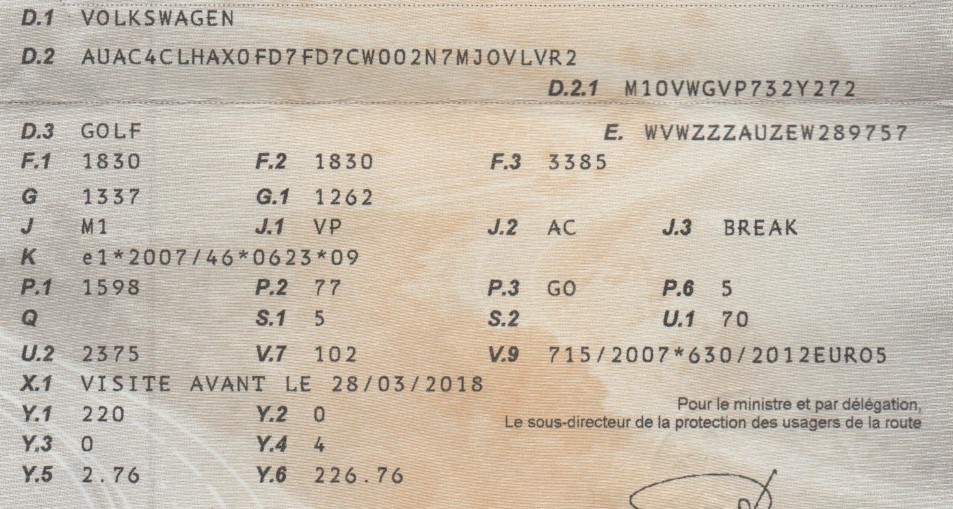 D.1 VOLKSWAGEN
D.2 AUAC4CLHAX0FD7FD7CW002N7MJ0VLVR2
D.2.1 M10VWGVP732Y272
D.3 GOLF E. WVWZZZAUZEW289757
F.1 1830 F.2 1830 F.3 3385
G 1337 G.1 1262
J M1 J.1 VP J.2 AC J.3 BREAK
K e1*2007/46*0623*09
P.1 1598 P.2 77 P.3 GO P.6 5
Q S.1 5 S.2 U.1 70
U.2 2375 V.7 102 V.9 715/2007*630/2012EURO5
X.1 VISITE AVANT LE 28/03/2018
Y.1 220 Y.2 0
Pour le ministre et par délégation,
Le sous-directeur de la protection des usagers de la route
Y.3 0 Y.4 4
Y.5 2.76 Y.6 226.76